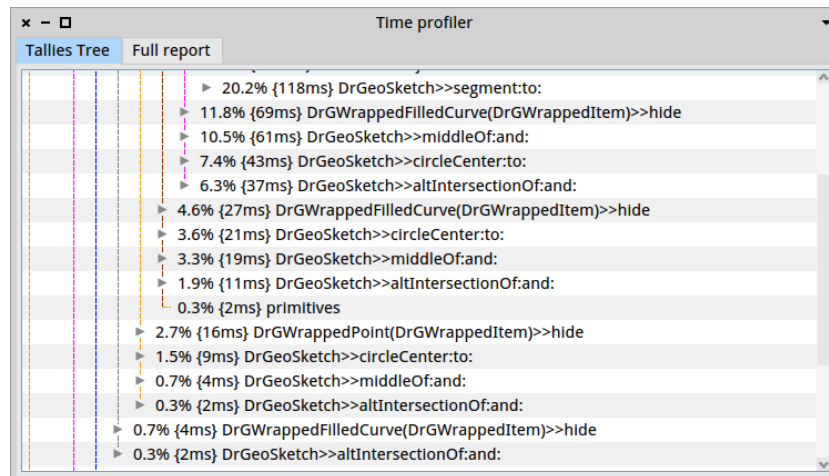 Time profiler
Tallies Tree Full report
20.2% {118ms} DrGeoSketch>>segment:to:
11.8% {69ms} DrGWrappedFilledCurve(DrGWrappedItem)>>hide
10.5% {61ms} DrGeoSketch>>middleOf:and:
7.4% {43ms} DrGeoSketch>>circleCenter:to:
6.3% {37ms} DrGeoSketch>>altIntersectionOf:and:
4.6% {27ms} DrGWrappedFilledCurve(DrGWrappedItem)>>hide
3.6% {21ms} DrGeoSketch>>circleCenter:to:
3.3% {19ms} DrGeoSketch>>middleOf:and:
1.9% {11ms} DrGeoSketch>>altIntersectionOf:and:
0.3% {2ms} primitives
2.7% {16ms} DrGWrappedPoint(DrGWrappedItem)>>hide
1.5% {9ms} DrGeoSketch>>circleCenter:to:
0.7% {4ms} DrGeoSketch>>middleOf:and:
0.3% {2ms} DrGeoSketch>>altIntersectionOf:and:
0.7% {4ms} DrGWrappedFilledCurve(DrGWrappedItem)>>hide
0.3% {2ms} DrGeoSketch>>altIntersectionOf:and: